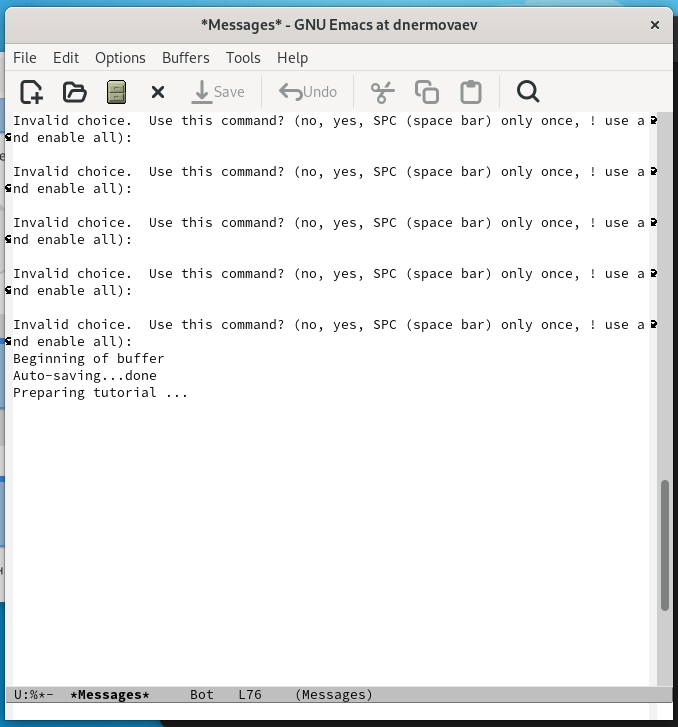 *Messages* - GNU Emacs at dnermovaev
File Edit Options Buffers Tools Help
Save Undo
Invalid choice.  Use this command? (no, yes, SPC (space bar) only once, ! use a
nd enable all):
Invalid choice.  Use this command? (no, yes, SPC (space bar) only once, ! use a
nd enable all):
Invalid choice.  Use this command? (no, yes, SPC (space bar) only once, ! use a
nd enable all):
Invalid choice.  Use this command? (no, yes, SPC (space bar) only once, ! use a
nd enable all):
Invalid choice.  Use this command? (no, yes, SPC (space bar) only once, ! use a
nd enable all):
Beginning of buffer
Auto-saving...done
Preparing tutorial ...
U:%*-  *Messages*     Bot   L76    (Messages)